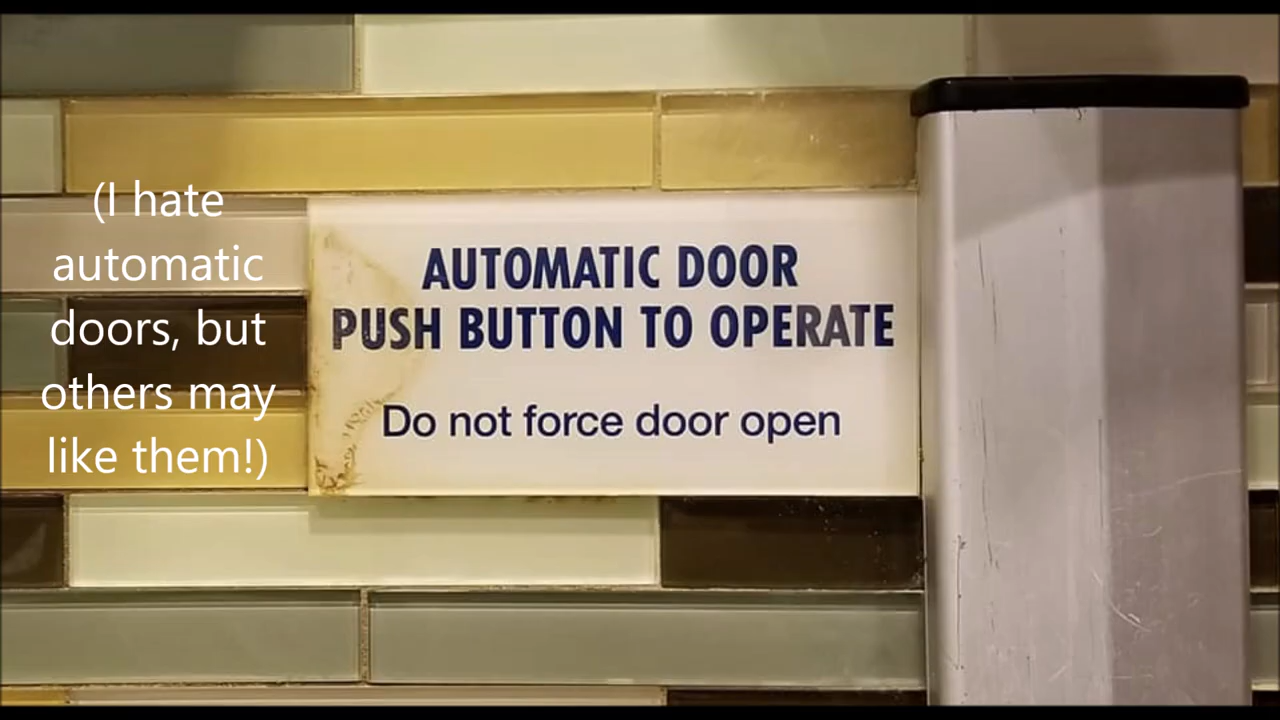 (I hate
automatic
doors, but
others may
like them!)
AUTOMATIC DOOR
PUSH BUTTON TO OPERATE
Do not force door open